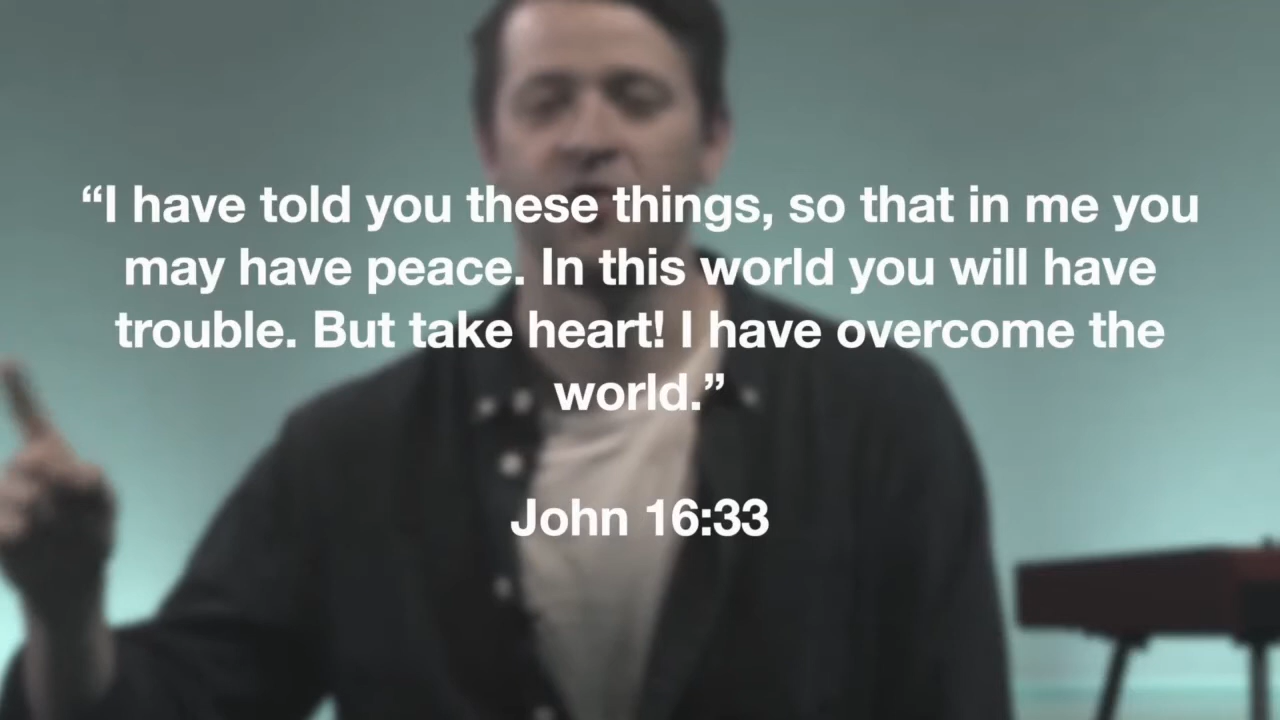 “I have told you these things, so that in me you
may have peace. In this world you will have
trouble. But take heart! I have overcome the
world.”
John 16:33